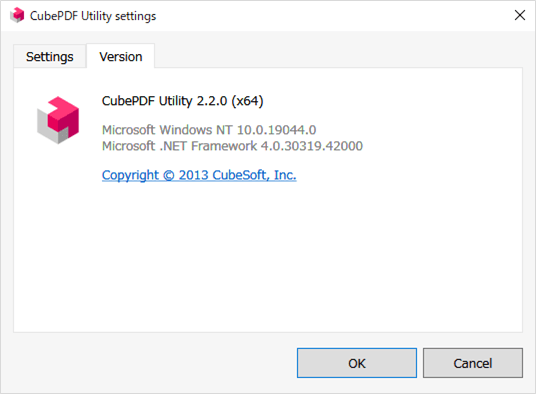 CubePDF Utility settings
Settings
Version
CubePDF Utility 2.2.0 (x64)
Microsoft Windows NT 10.0.19044.0
Microsoft .NET Framework 4.0.30319.42000
Copyright © 2013 CubeSoft, Inc.
OK
Cancel